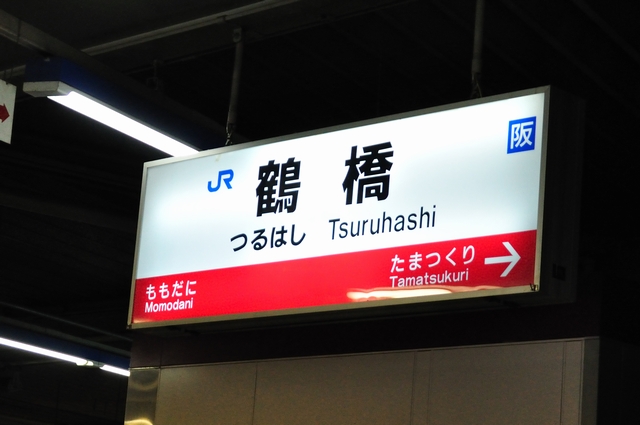 JR 鶴橋 阪
つるはし Tsuruhashi
ももだに たまつくり
Momodani Tamatsukuri